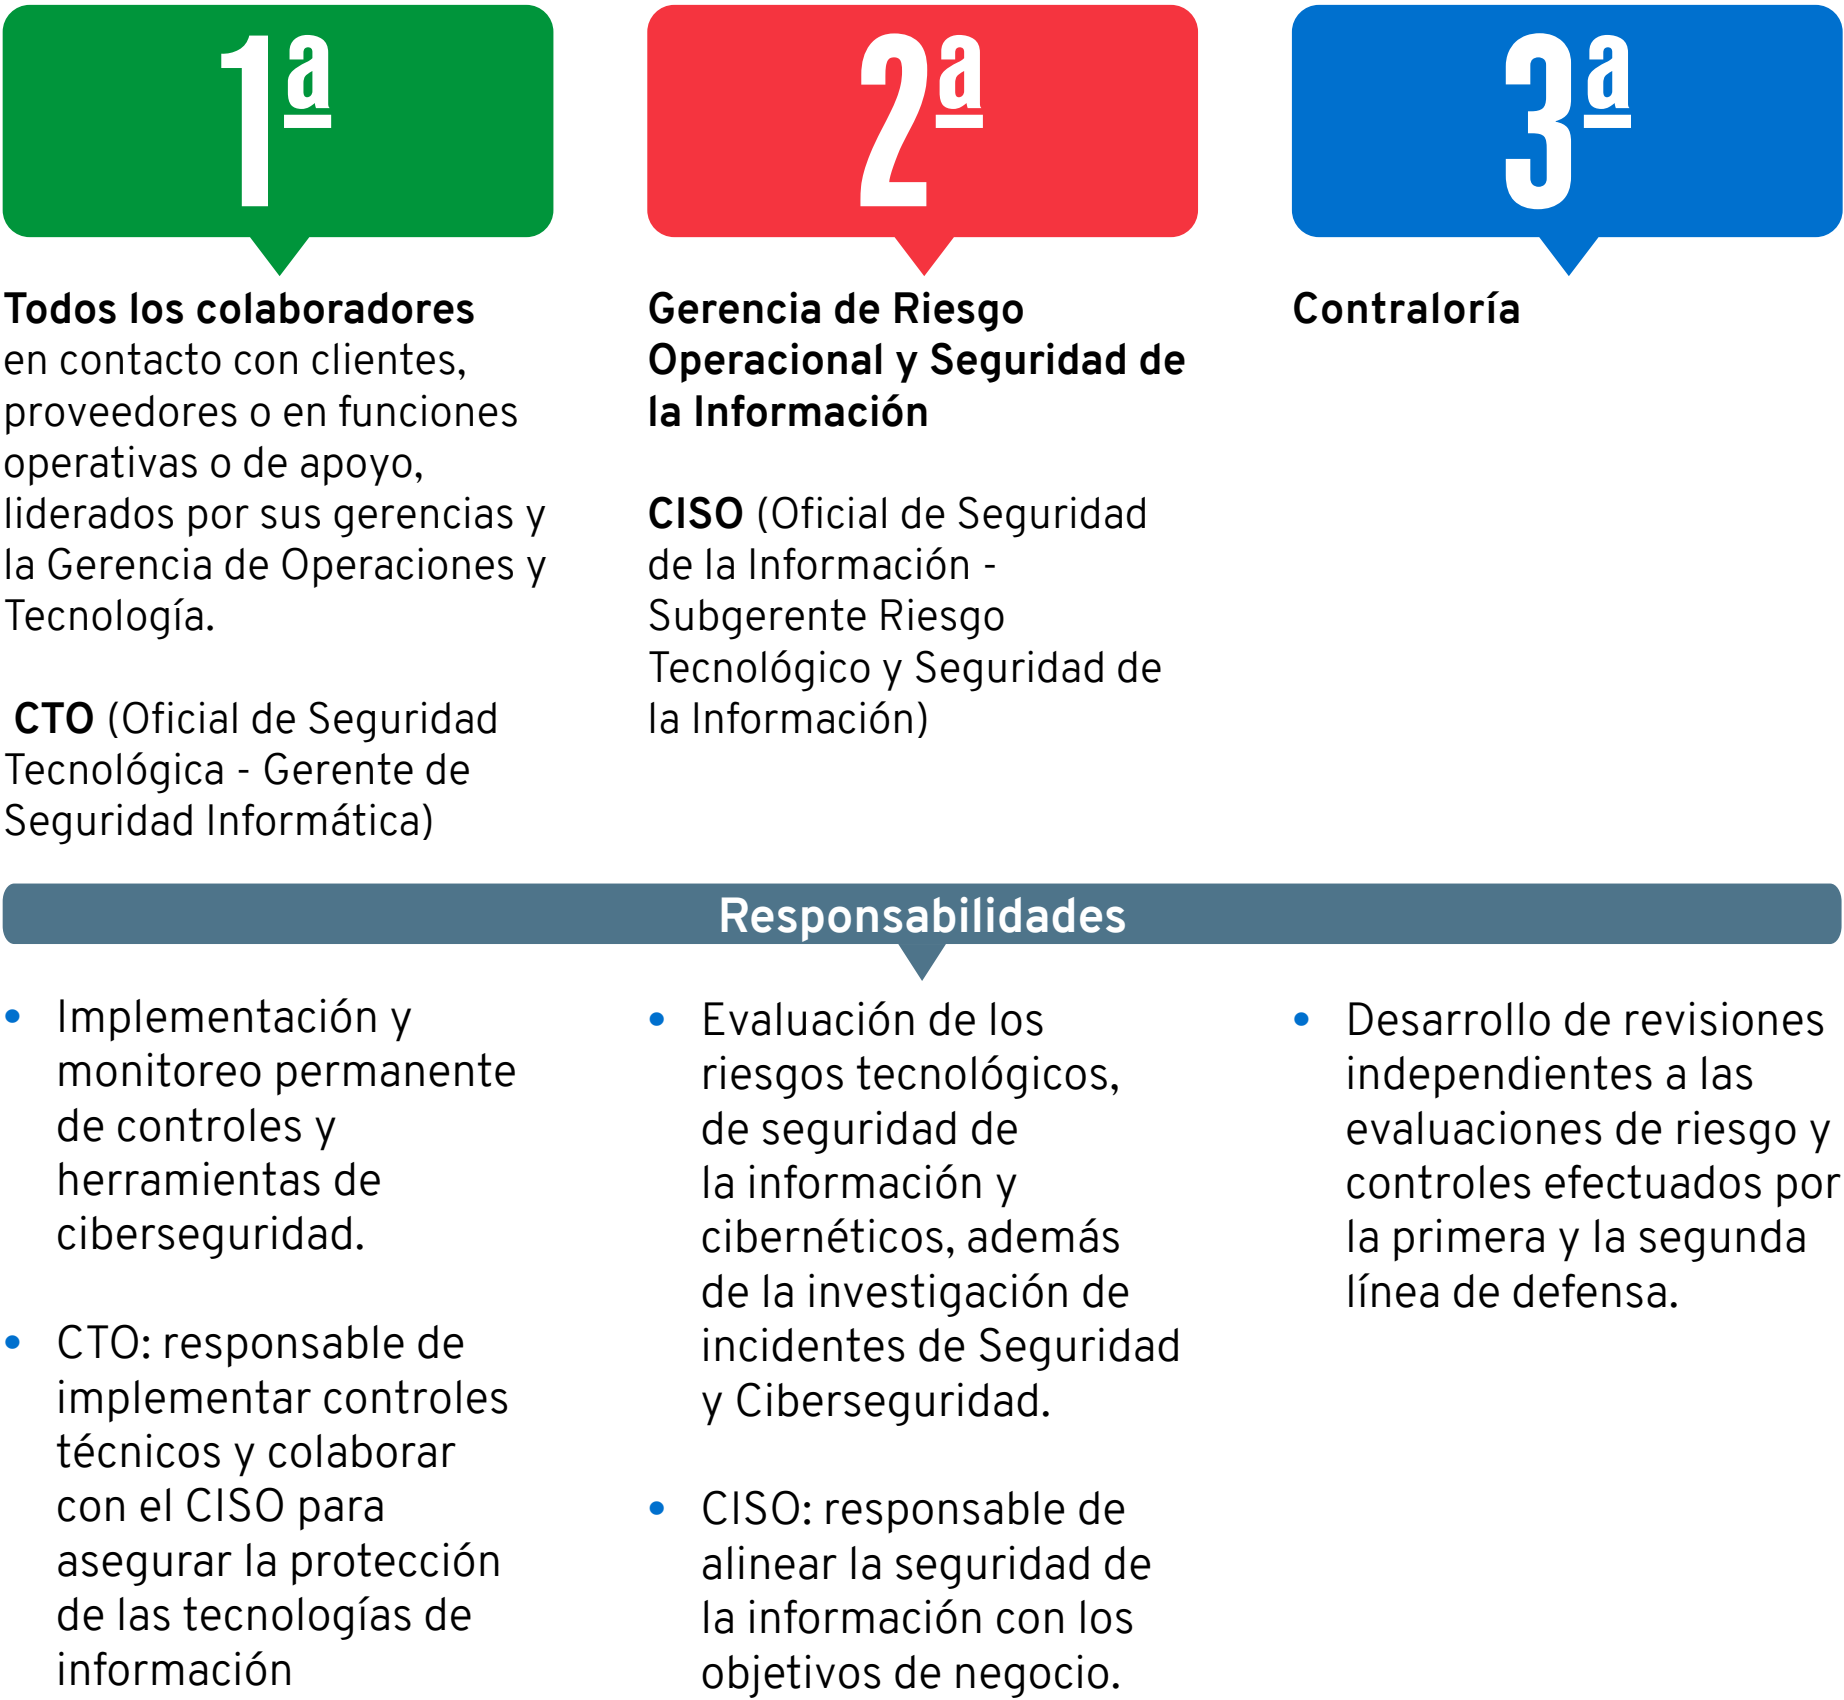 1ª
Todos los colaboradores
en contacto con clientes,
proveedores o en funciones
operativas o de apoyo,
liderados por sus gerencias y
la Gerencia de Operaciones y
Tecnología.
CTO (Oficial de Seguridad
Tecnológica - Gerente de
Seguridad Informática)
2ª
Gerencia de Riesgo
Operacional y Seguridad de
la Información
CISO (Oficial de Seguridad
de la Información -
Subgerente Riesgo
Tecnológico y Seguridad de
la Información)
3ª
Contraloría
Responsabilidades
• Implementación y
monitoreo permanente
de controles y
herramientas de
ciberseguridad.
• CTO: responsable de
implementar controles
técnicos y colaborar
con el CISO para
asegurar la protección
de las tecnologías de
información
• Evaluación de los
riesgos tecnológicos,
de seguridad de
la información y
cibernéticos, además
de la investigación de
incidentes de Seguridad
y Ciberseguridad.
• CISO: responsable de
alinear la seguridad de
la información con los
objetivos de negocio.
• Desarrollo de revisiones
independientes a las
evaluaciones de riesgo y
controles efectuados por
la primera y la segunda
línea de defensa.